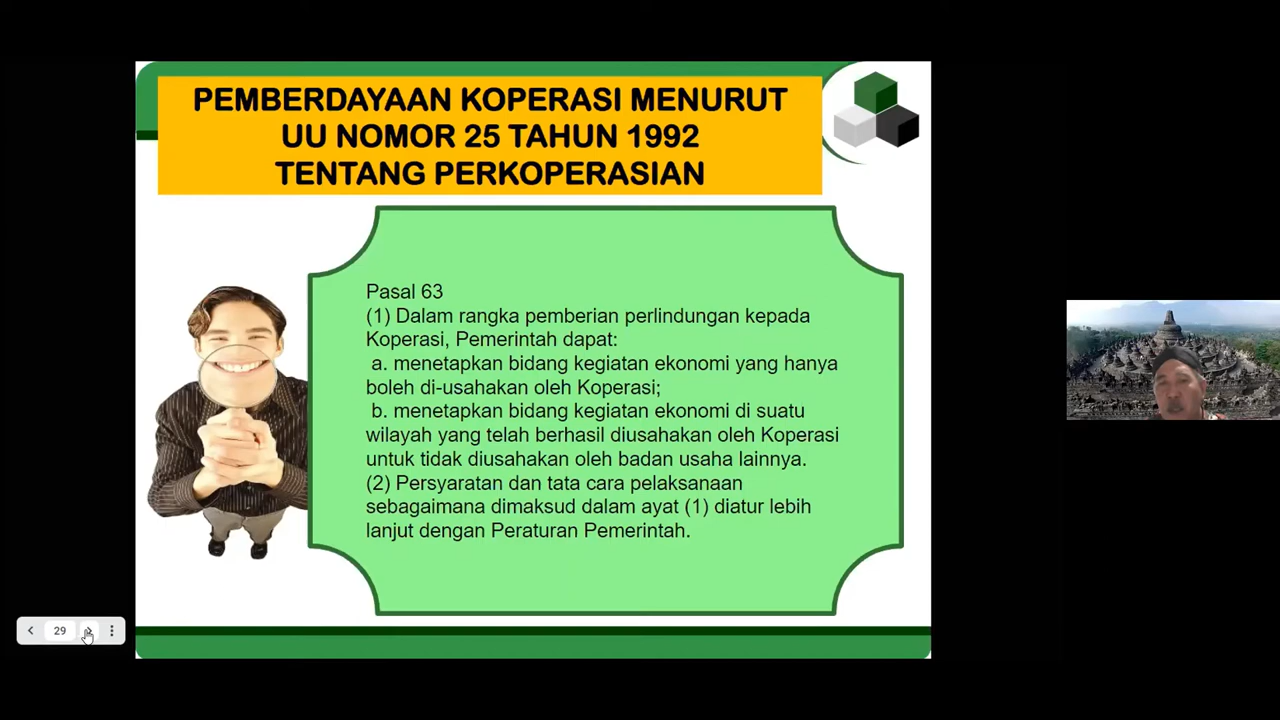 PEMBERDAYAAN KOPERASI MENURUT
UU NOMOR 25 TAHUN 1992
TENTANG PERKOPERASIAN
Pasal 63
(1) Dalam rangka pemberian perlindungan kepada
Koperasi, Pemerintah dapat:
a. menetapkan bidang kegiatan ekonomi yang hanya
boleh di-usahakan oleh Koperasi;
b. menetapkan bidang kegiatan ekonomi di suatu
wilayah yang telah berhasil diusahakan oleh Koperasi
untuk tidak diusahakan oleh badan usaha lainnya.
(2) Persyaratan dan tata cara pelaksanaan
sebagaimana dimaksud dalam ayat (1) diatur lebih
lanjut dengan Peraturan Pemerintah.
29